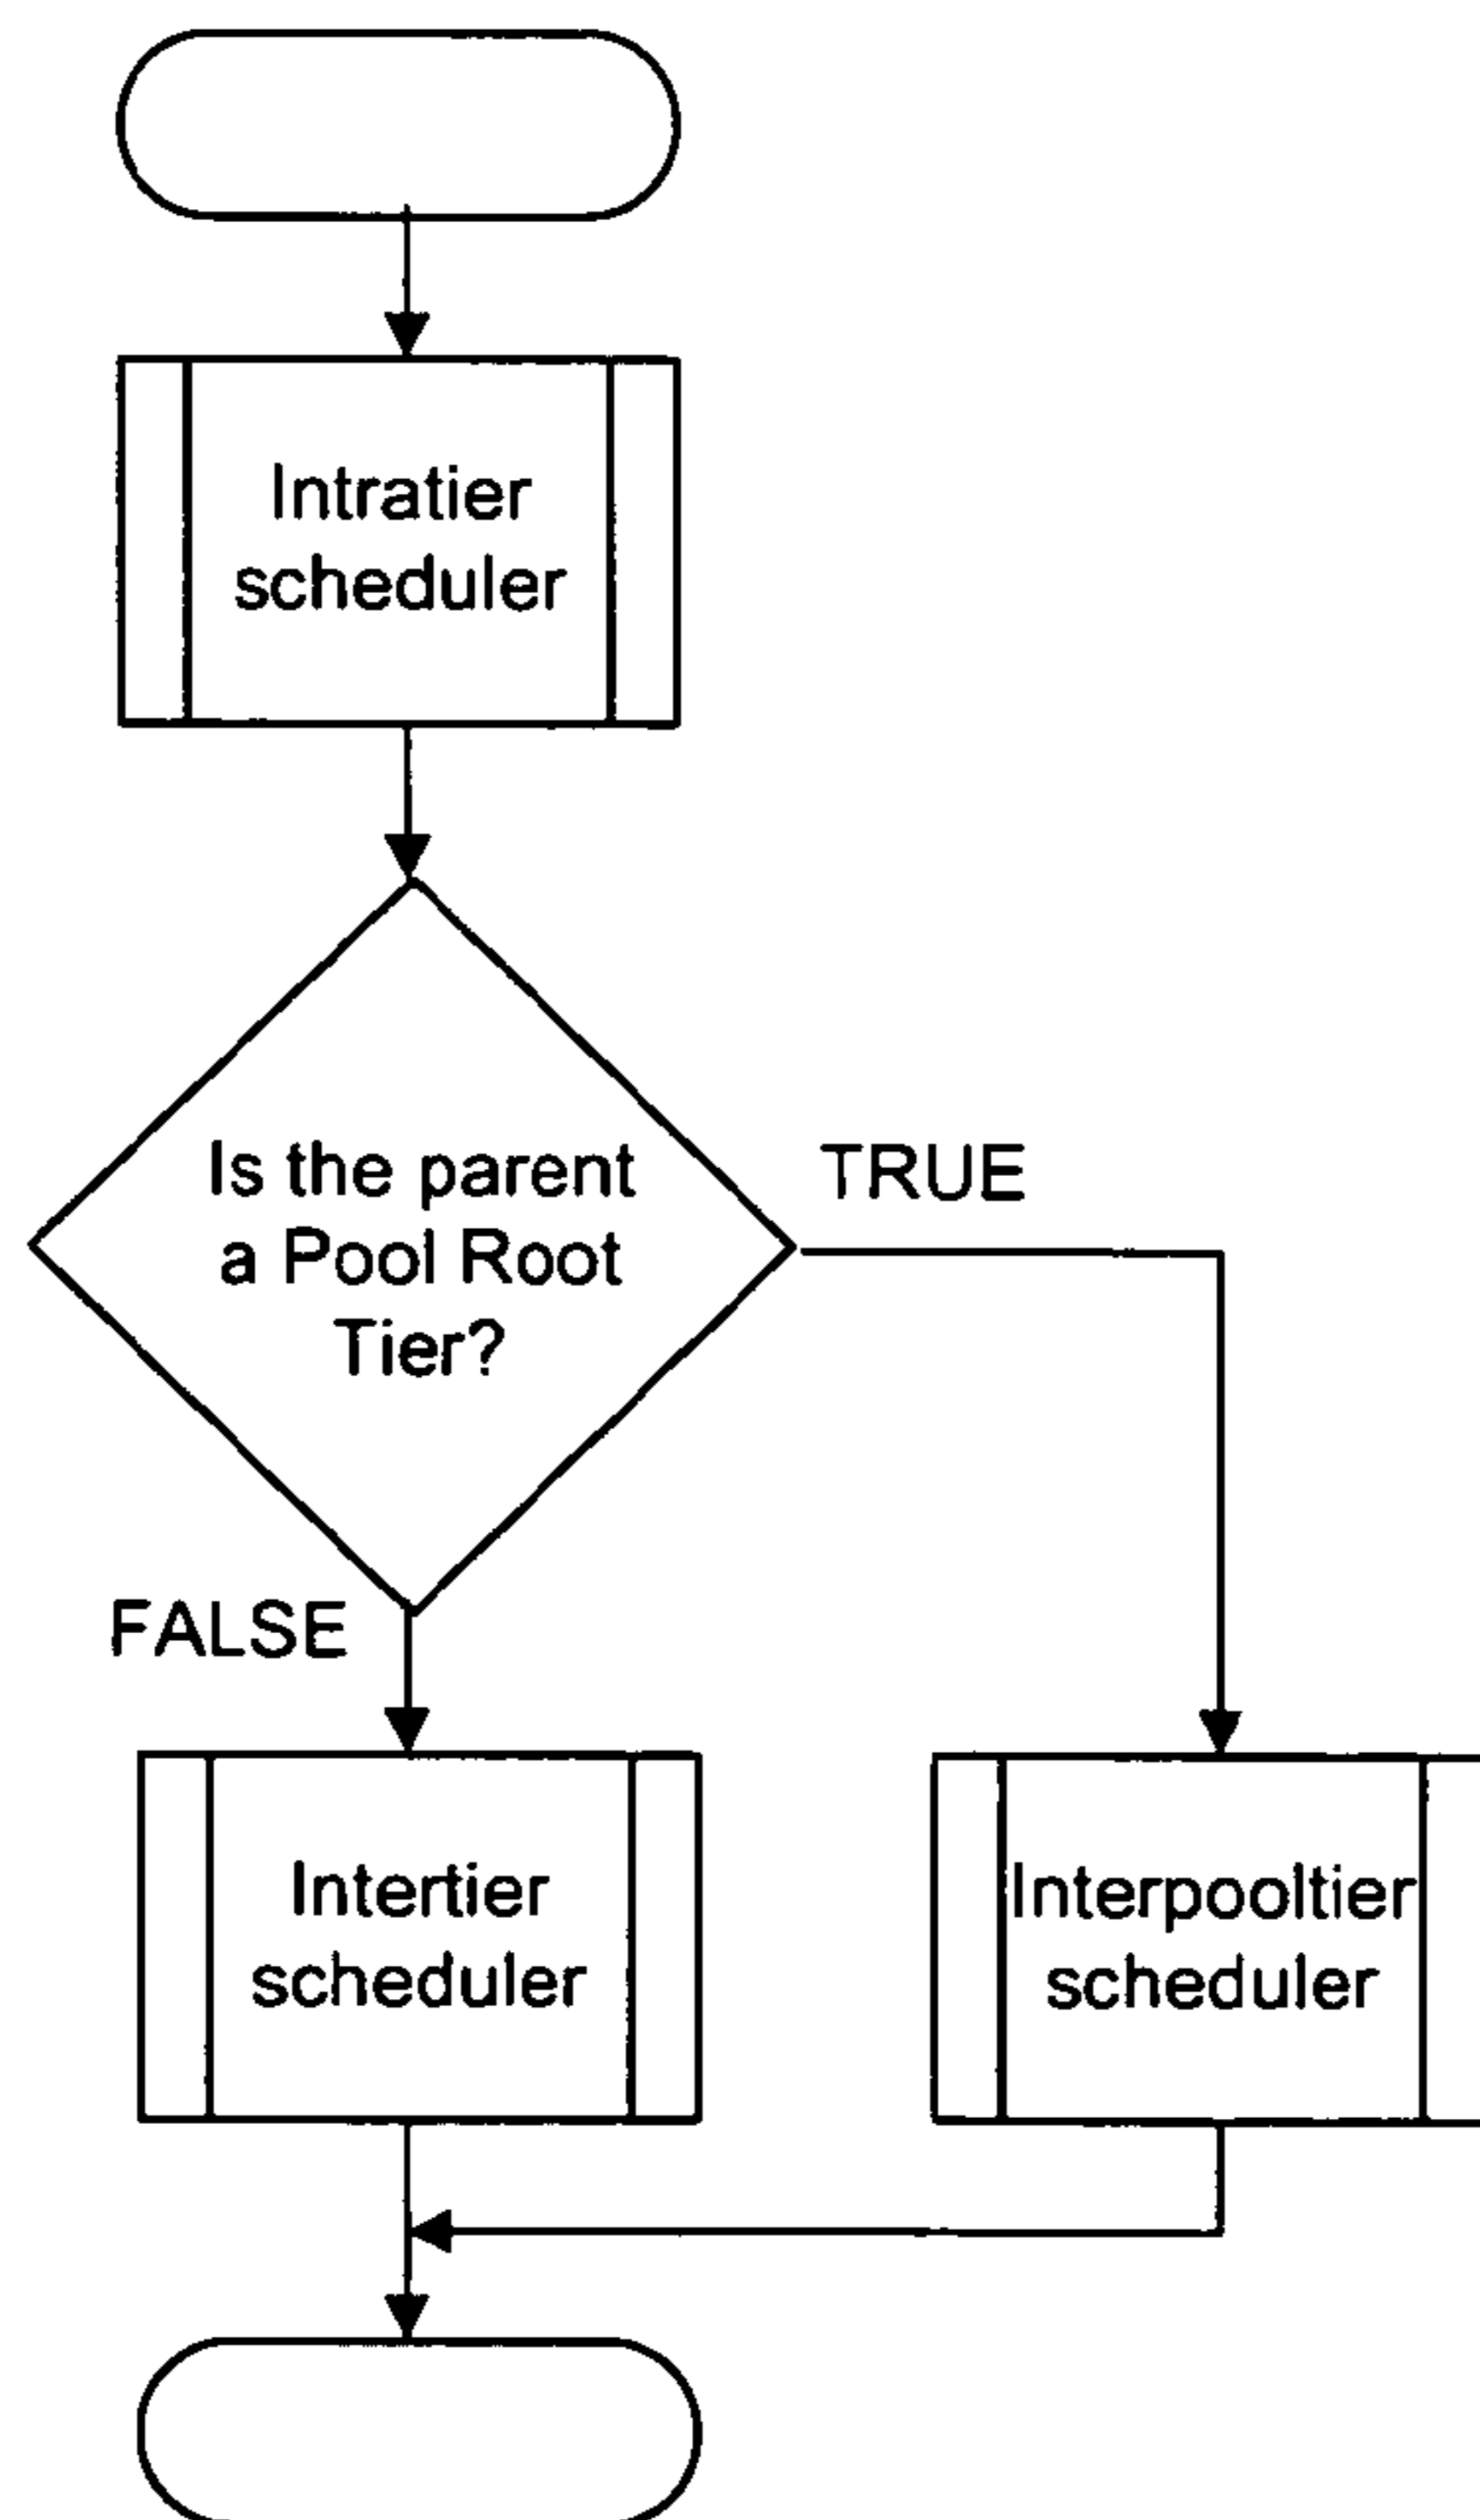 Intratier
scheduler
Is the parent
a Pool Root
Tier?
TRUE
FALSE
Intertier
scheduler
Interpooltier
scheduler